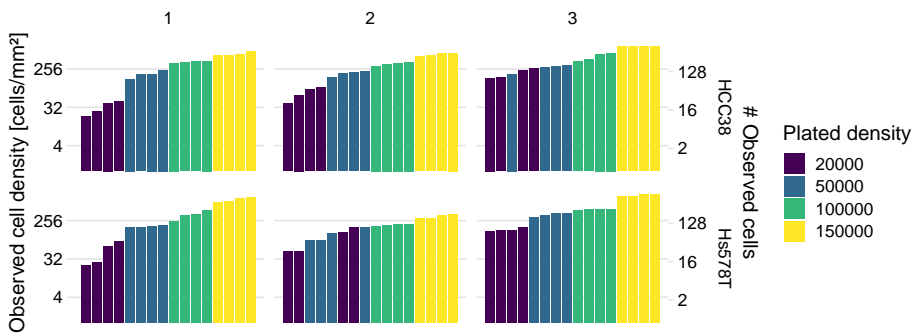 1 2 3
Observed cell density [cells/mm²]
256
32
4
256
32
4
128
16
2
128
16
2
HCC38
Hs578T
# Observed cells
Plated density
20000
50000
100000
150000